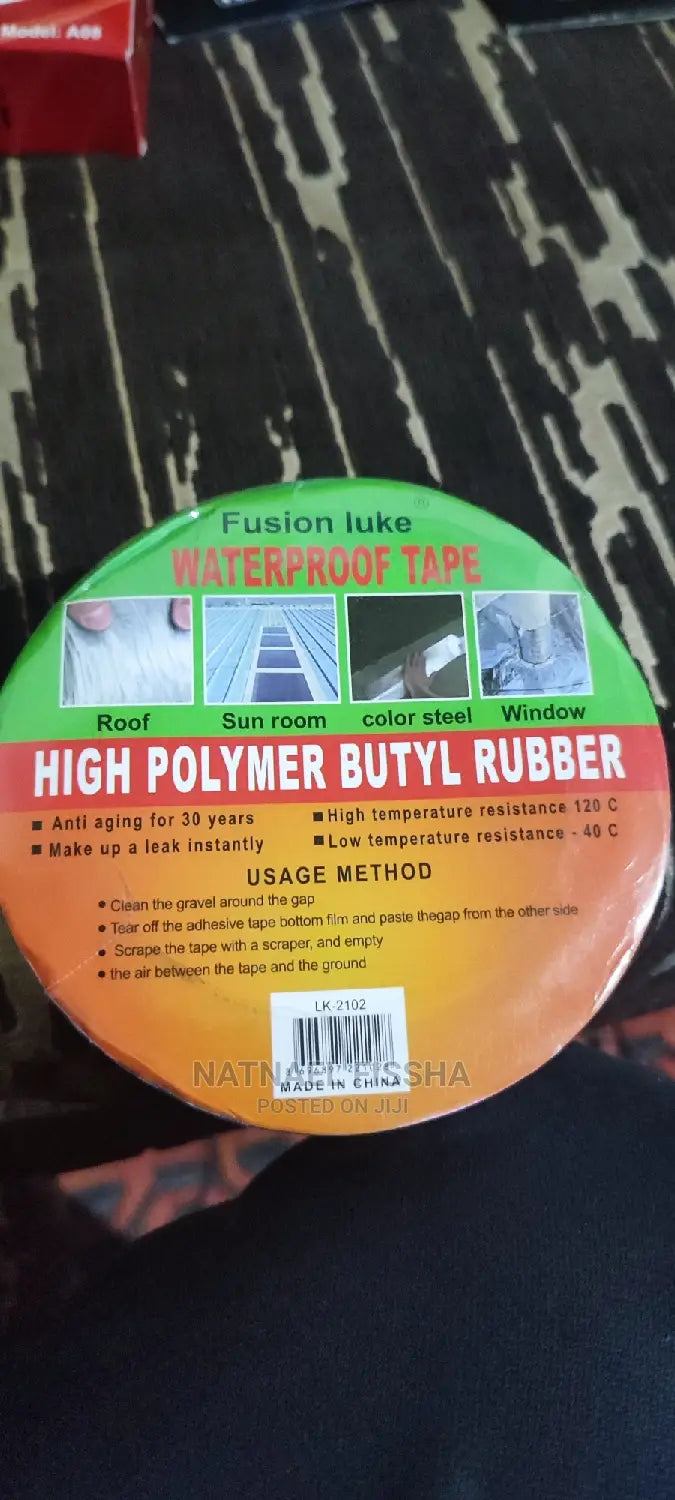 Model: A08
Fusion luke ®
WATERPROOF TAPE
Roof Sun room color steel Window
HIGH POLYMER BUTYL RUBBER
■ Anti aging for 30 years ■ High temperature resistance 120 C
■ Make up a leak instantly ■ Low temperature resistance - 40 C
USAGE METHOD
• Clean the gravel around the gap
• Tear off the adhesive tape bottom film and paste thegap from the other side
• Scrape the tape with a scraper, and empty
• the air between the tape and the ground
LK-2102
MADE IN CHINA
POSTED ON JIJI